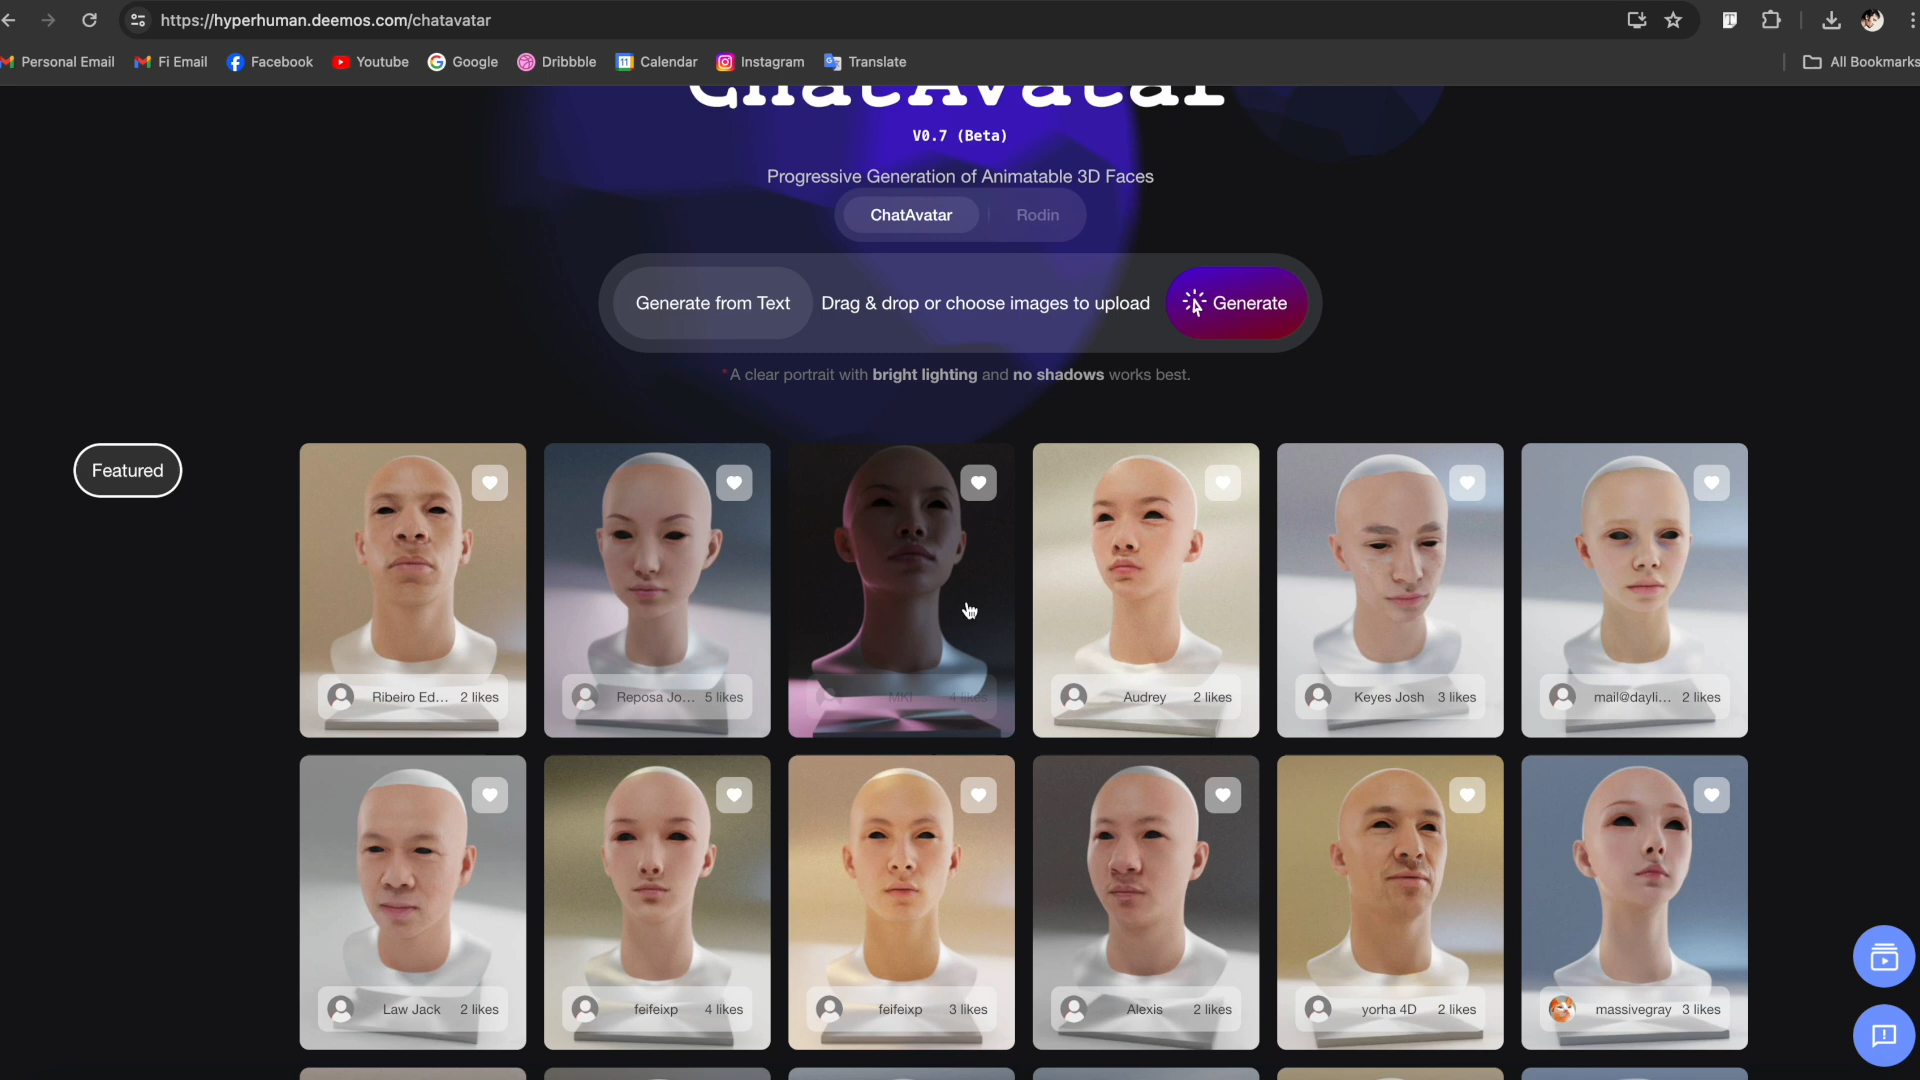 https://hyperhuman.deemos.com/chatavatar
Personal Email
Fi Email
Facebook
Youtube
Google
Dribbble
Calendar
Instagram
Translate
All Bookmarks
ChatAvatar
V0.7 (Beta)
Progressive Generation of Animatable 3D Faces
ChatAvatar
Rodin
Generate from Text
Drag & drop or choose images to upload
Generate
*A clear portrait with bright lighting and no shadows works best.
Featured
Ribeiro Ed... 2 likes
Reposa Jo... 5 likes
MKI 4 likes
Audrey 2 likes
Keyes Josh 3 likes
mail@dayli... 2 likes
Law Jack 2 likes
feifeixp 4 likes
feifeixp 3 likes
Alexis 2 likes
yorha 4D 2 likes
massivegray 3 likes